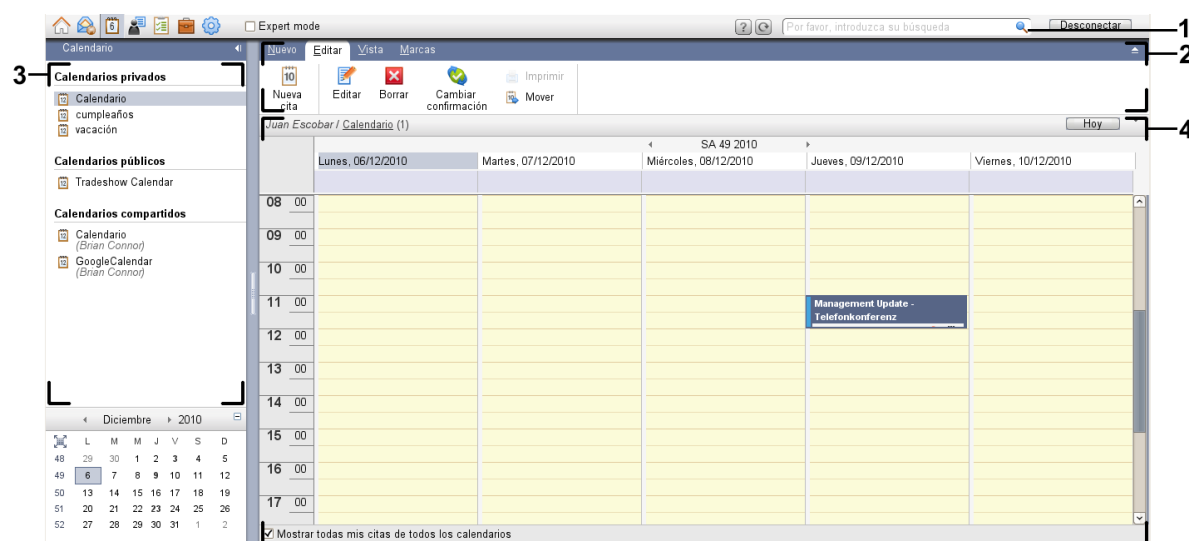 Expert mode
Por favor, introduzca su búsqueda
Desconectar
1
Calendario
Nuevo Editar Vista Marcas
2
3
Calendarios privados
Calendario
cumpleaños
vacación
Calendarios públicos
Tradeshow Calendar
Calendarios compartidos
Calendario
(Brian Connor)
GoogleCalendar
(Brian Connor)
Nueva
cita
Editar
Borrar
Cambiar
confirmación
Imprimir
Mover
Juan Escobar / Calendario (1)
Hoy
4
SA 49 2010
Lunes, 06/12/2010 Martes, 07/12/2010 Miércoles, 08/12/2010 Jueves, 09/12/2010 Viernes, 10/12/2010
08 00
09 00
10 00
11 00
Management Update -
Telefonkonferenz
12 00
13 00
14 00
15 00
16 00
17 00
Diciembre 2010
L M M J V S D
48 29 30 1 2 3 4 5
49 6 7 8 9 10 11 12
50 13 14 15 16 17 18 19
51 20 21 22 23 24 25 26
52 27 28 29 30 31 1 2
Mostrar todas mis citas de todos los calendarios